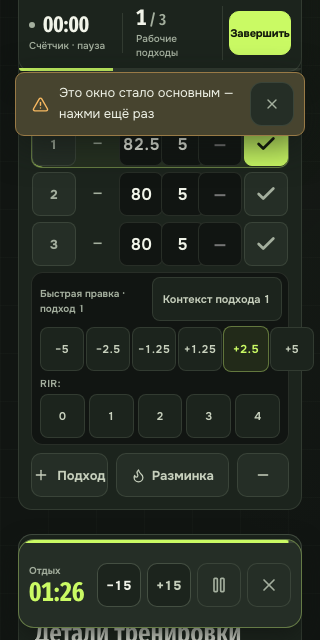 00:00
Счётчик · пауза
1 / 3
Рабочие
подходы
Завершить
Это окно стало основным —
нажми ещё раз
1 – 82.5 5 —
2 – 80 5 —
3 – 80 5 —
Быстрая правка ·
подход 1
Контекст подхода 1
−5 −2.5 −1.25 +1.25 +2.5 +5
RIR:
0 1 2 3 4
+ Подход
Разминка
—
Отдых
01:26
−15 +15
Детали тренировки